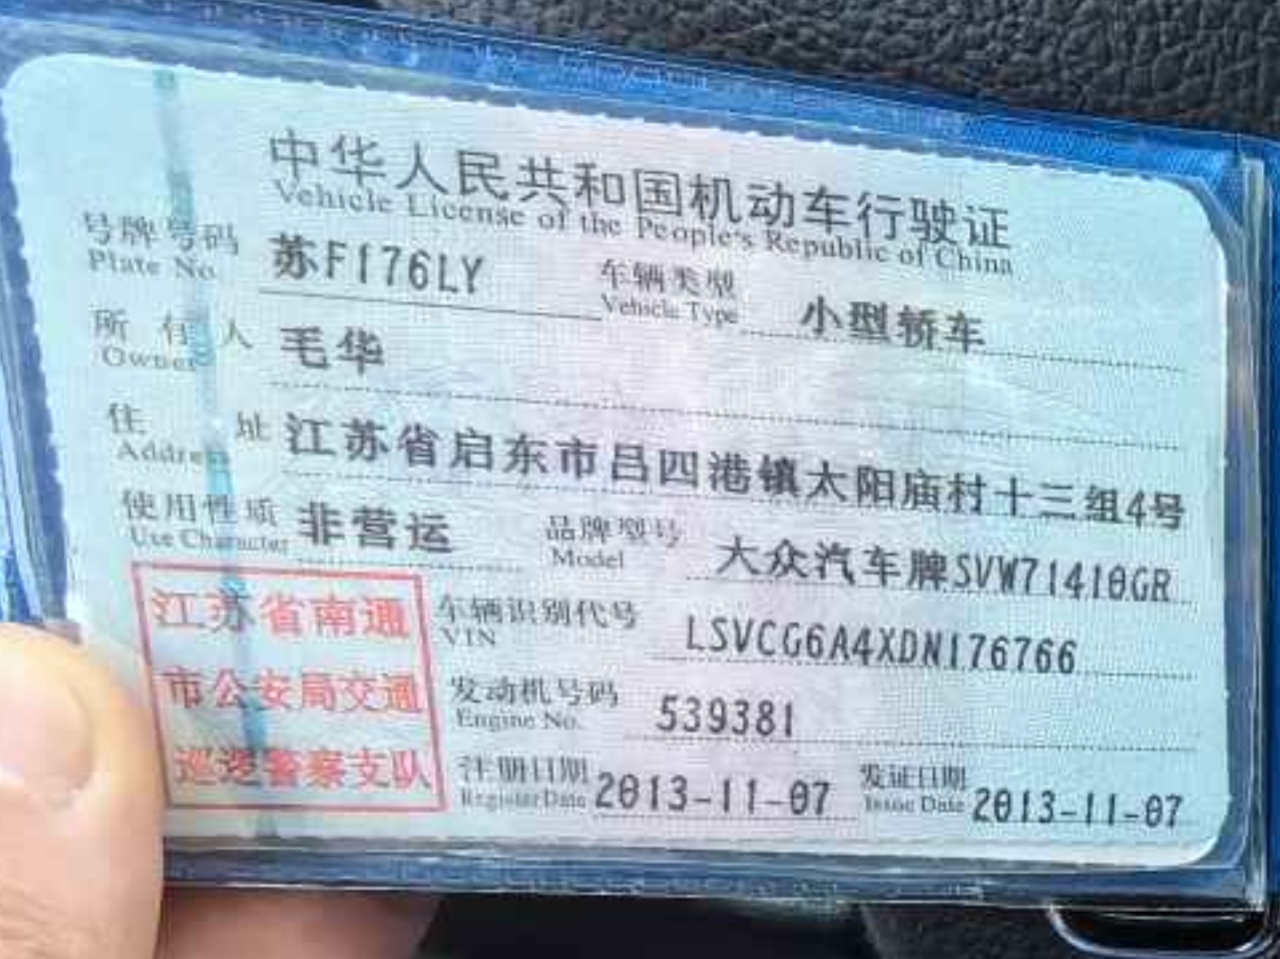 中华人民共和国机动车行驶证
Vehicle License of the People's Republic of China
号牌号码 苏F176LY 车辆类型 小型轿车
Plate No. Vehicle Type
所有人 毛华
Owner
住址 江苏省启东市吕四港镇太阳庙村十三组4号
Address
使用性质 非营运 品牌型号 大众汽车牌SVW71410GR
Use Character Model
江苏省南通
市公安局交通
巡逻警察支队
车辆识别代号 LSVCG6A4XDN176766
VIN
发动机号码 539381
Engine No.
注册日期 2013-11-07 发证日期 2013-11-07
Register Date Issue Date